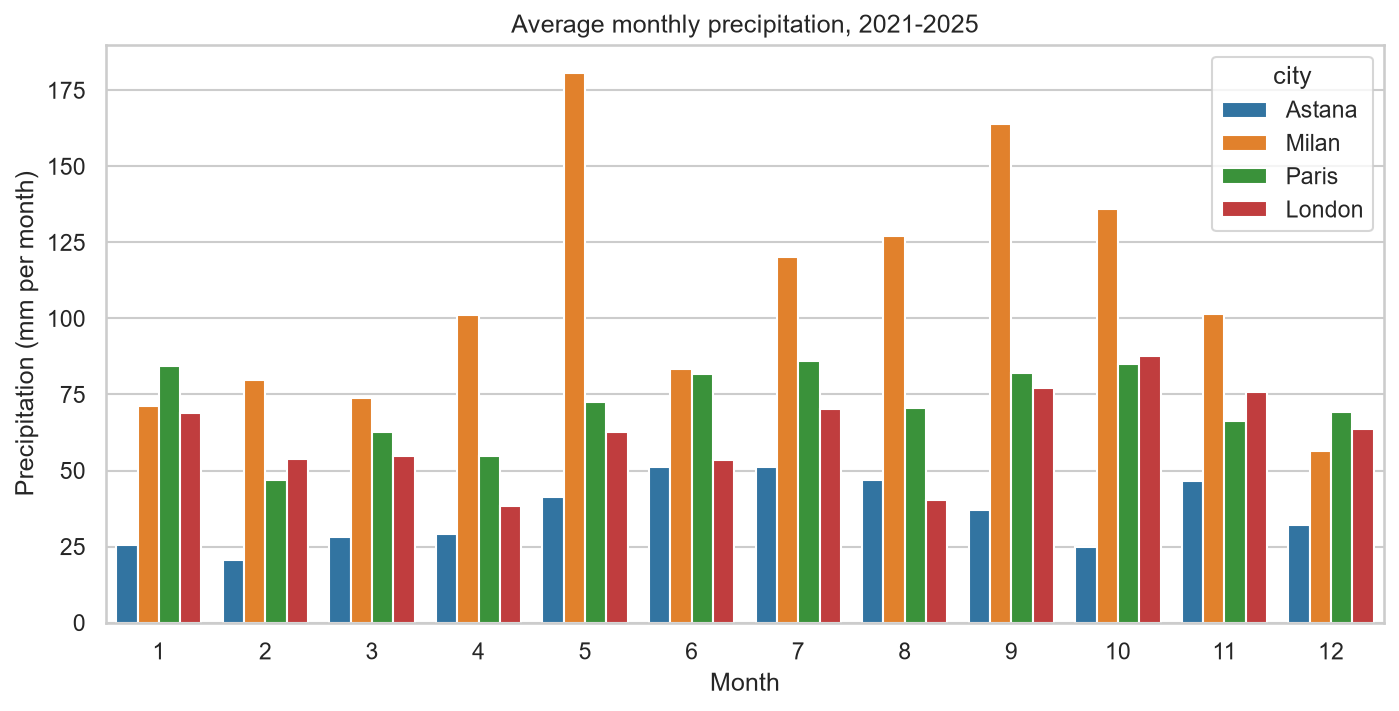 Average monthly precipitation, 2021-2025
city
Astana
Milan
Paris
London
Precipitation (mm per month)
175
150
125
100
75
50
25
0
1 2 3 4 5 6 7 8 9 10 11 12
Month